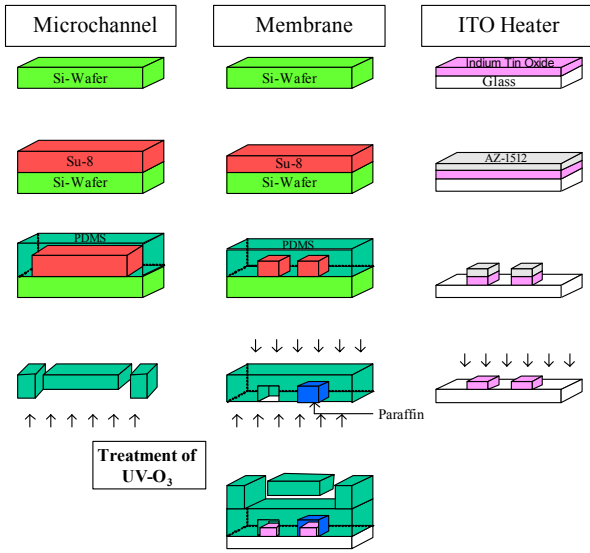 Microchannel
Membrane
ITO Heater
Si-Wafer
Si-Wafer
Indium Tin Oxide
Glass
Su-8
Si-Wafer
Su-8
Si-Wafer
AZ-1512
PDMS
PDMS
Paraffin
Treatment of
UV-O₃